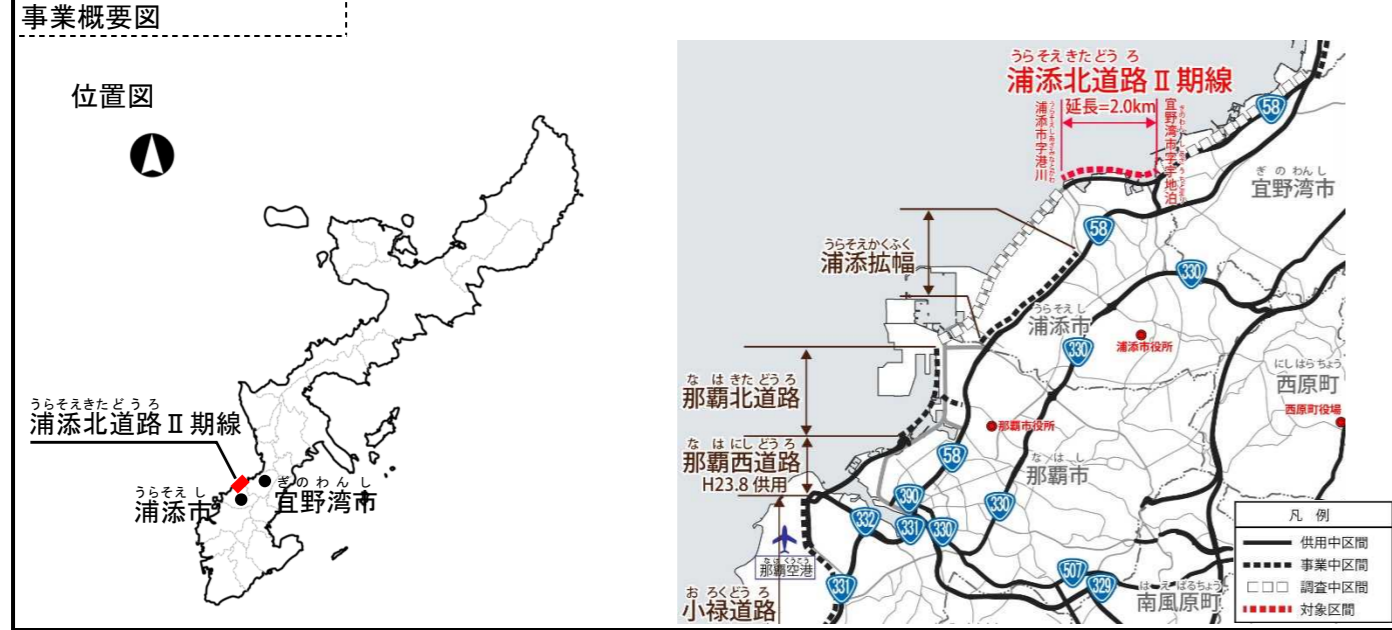 事業概要図
位置図
うらそえきたどうろ
浦添北道路Ⅱ期線
うらそえし
浦添市
ぎのわんし
宜野湾市
うらそえきたどうろ
浦添北道路Ⅱ期線
延長=2.0km
浦添市字港川
宜野湾市字宇地泊
58
ぎのわんし
宜野湾市
58
330
うらそえかくふく
浦添拡幅
うらそえし
浦添市
浦添市役所
330
にしはらちょう
西原町
西原町役場
なはきたどうろ
那覇北道路
那覇市役所
なはにしどうろ
那覇西道路
H23.8 供用
58
なはし
那覇市
390
330
332
331
330
なはくうこう
那覇空港
507
329
331
はえばるちょう
南風原町
おろくどうろ
小禄道路
凡 例
供用中区間
事業中区間
調査中区間
対象区間